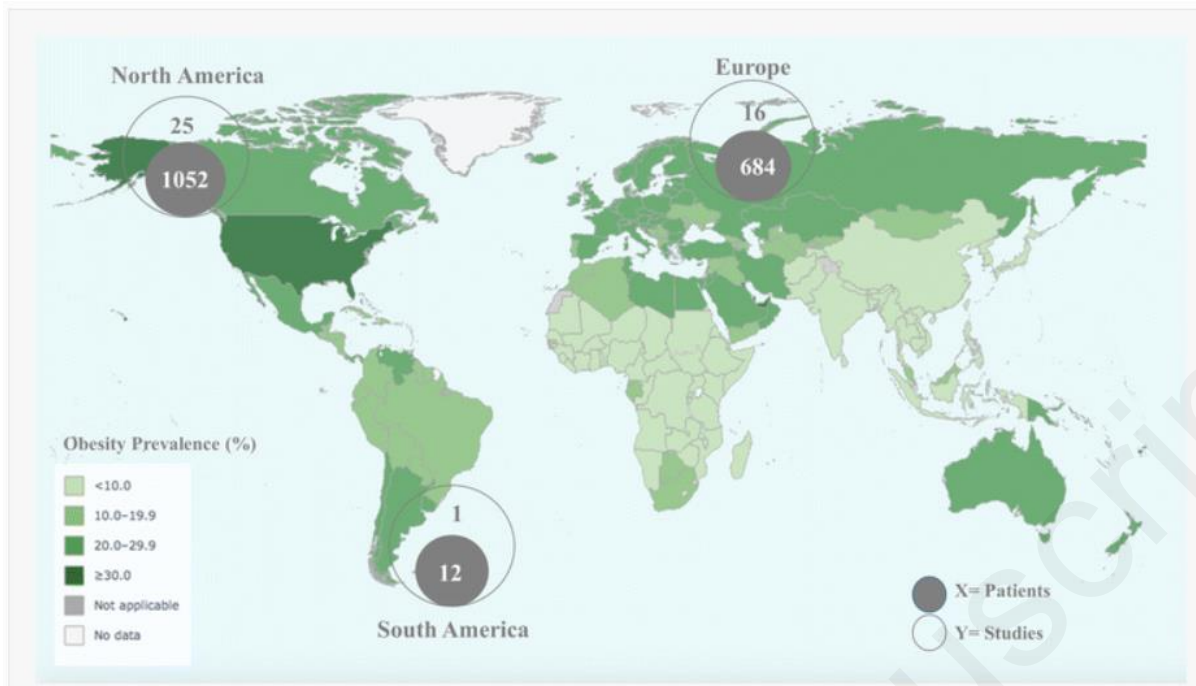 North America
25
1052
Europe
16
684
Obesity Prevalence (%)
<10.0
10.0–19.9
20.0–29.9
≥30.0
Not applicable
No data
1
12
South America
X= Patients
Y= Studies